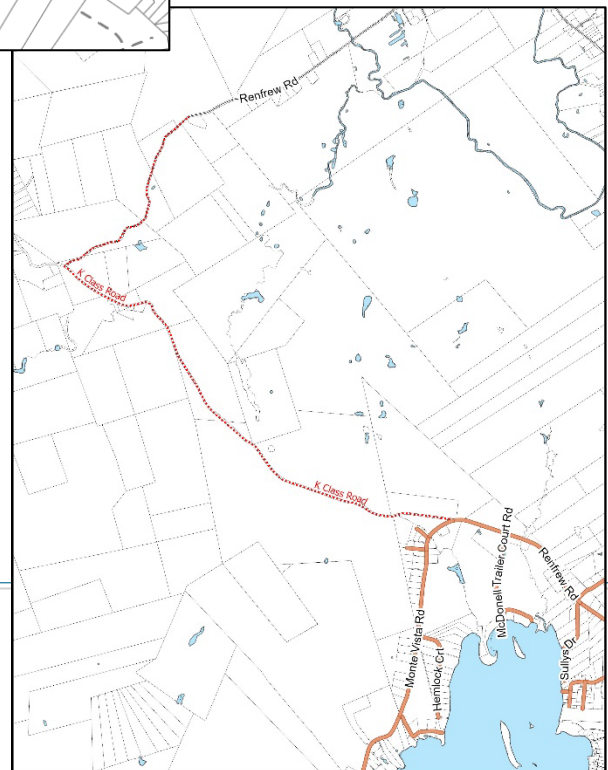 Renfrew Rd
K Class Road
K Class Road
McDonell Trailer Court Rd
Renfrew Rd
Monte Vista Rd
Hemlock Crt
Sullys Dr